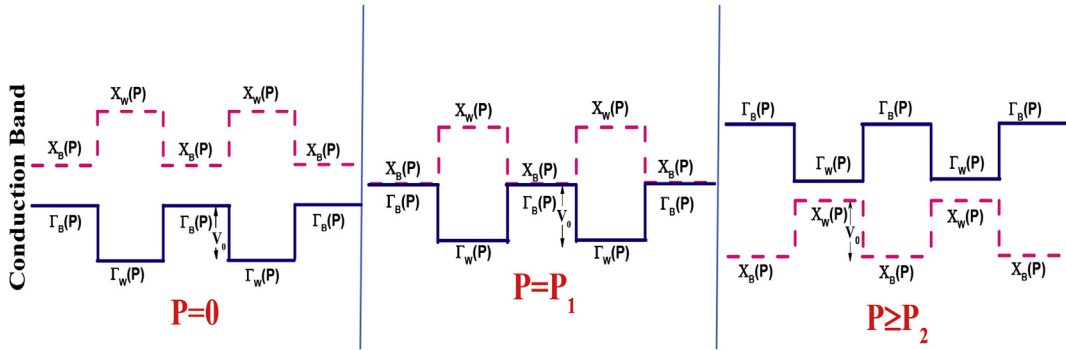 Conduction Band
X_W(P) X_W(P)
X_B(P) X_B(P) X_B(P)
Γ_B(P) Γ_B(P) V_0 Γ_B(P)
Γ_W(P) Γ_W(P)
P=0
X_W(P) X_W(P)
X_B(P) X_B(P) X_B(P)
Γ_B(P) Γ_B(P) V_0 Γ_B(P)
Γ_W(P) Γ_W(P)
P=P_1
Γ_B(P) Γ_B(P) Γ_B(P)
Γ_W(P) Γ_W(P)
X_W(P) V_0 X_W(P)
X_B(P) X_B(P) X_B(P)
P≥P_2